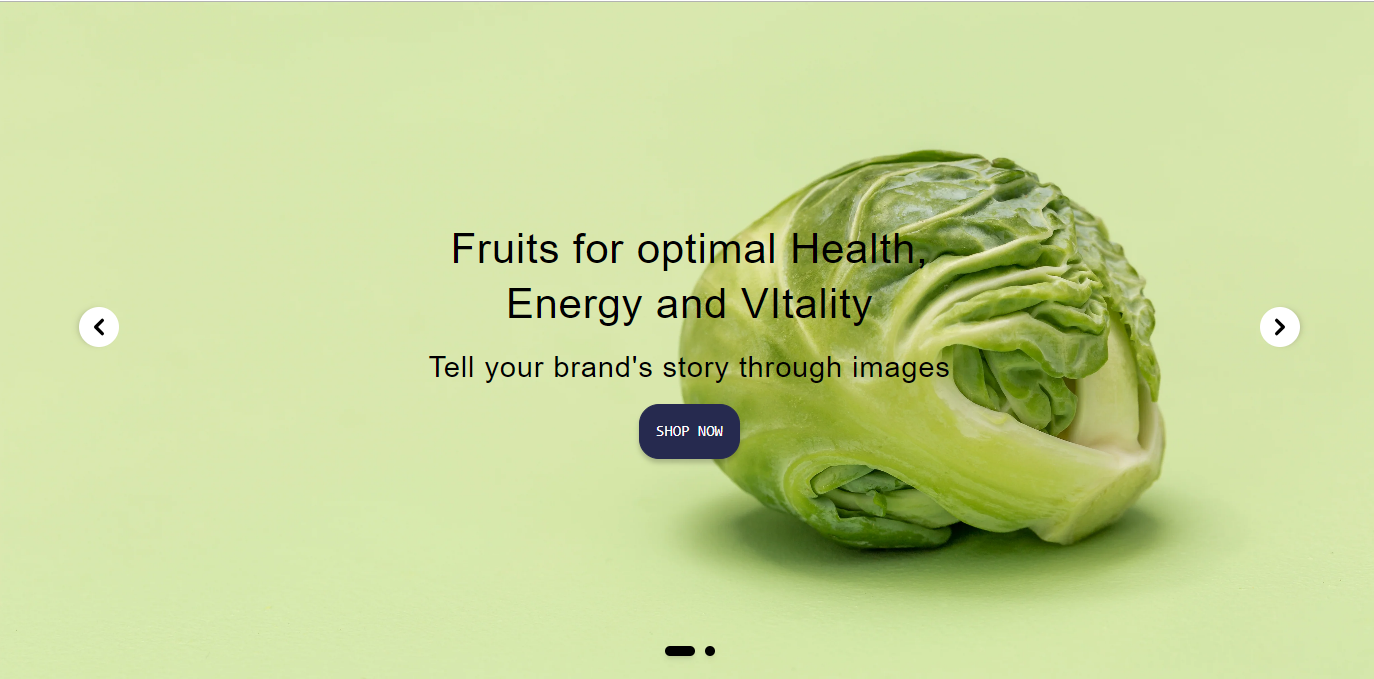 Fruits for optimal Health,
Energy and VItality
Tell your brand's story through images
SHOP NOW